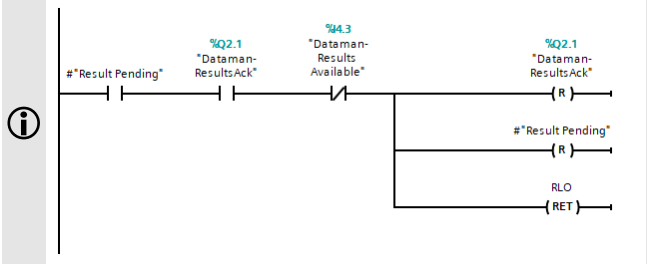 %I4.3
%Q2.1
"Dataman-
%Q2.1
"Dataman-
Results
"Dataman-
#"Result Pending"
ResultsAck"
Available"
ResultsAck"
( R )
#"Result Pending"
( R )
RLO
( RET )